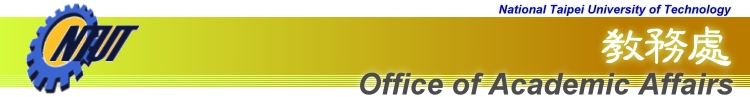 National Taipei University of Technology
NTUT
教務處
Office of Academic Affairs